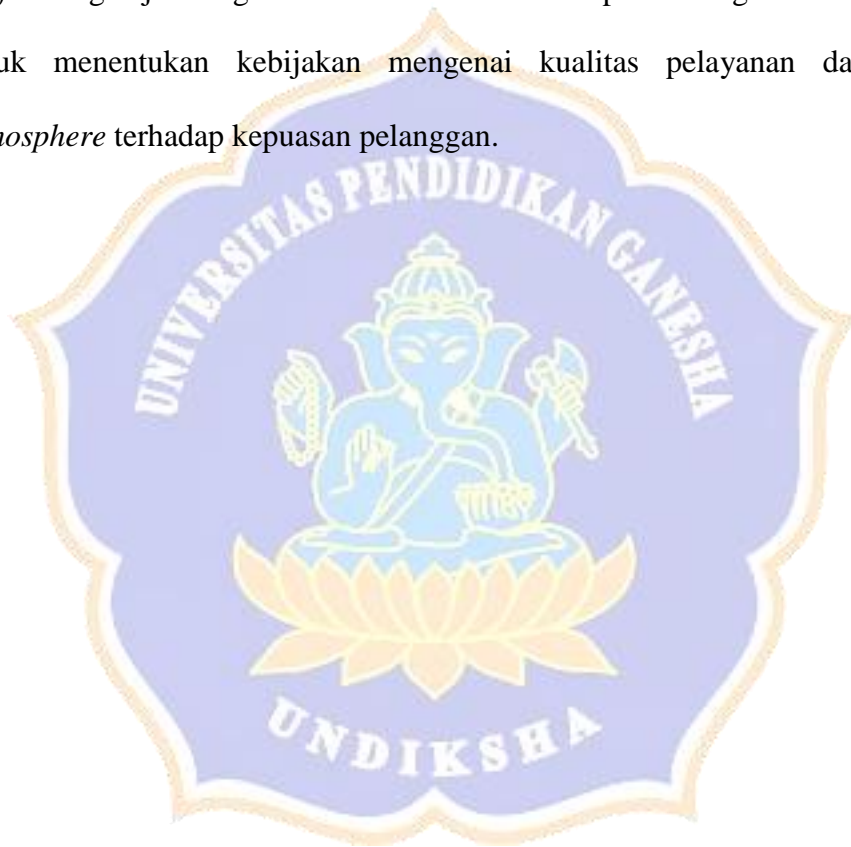 uk menentukan kebijakan mengenai kualitas pelayanan da
nosphere terhadap kepuasan pelanggan.
UNIVERSITAS PENDIDIKAN GANESHA
UNDIKSHA